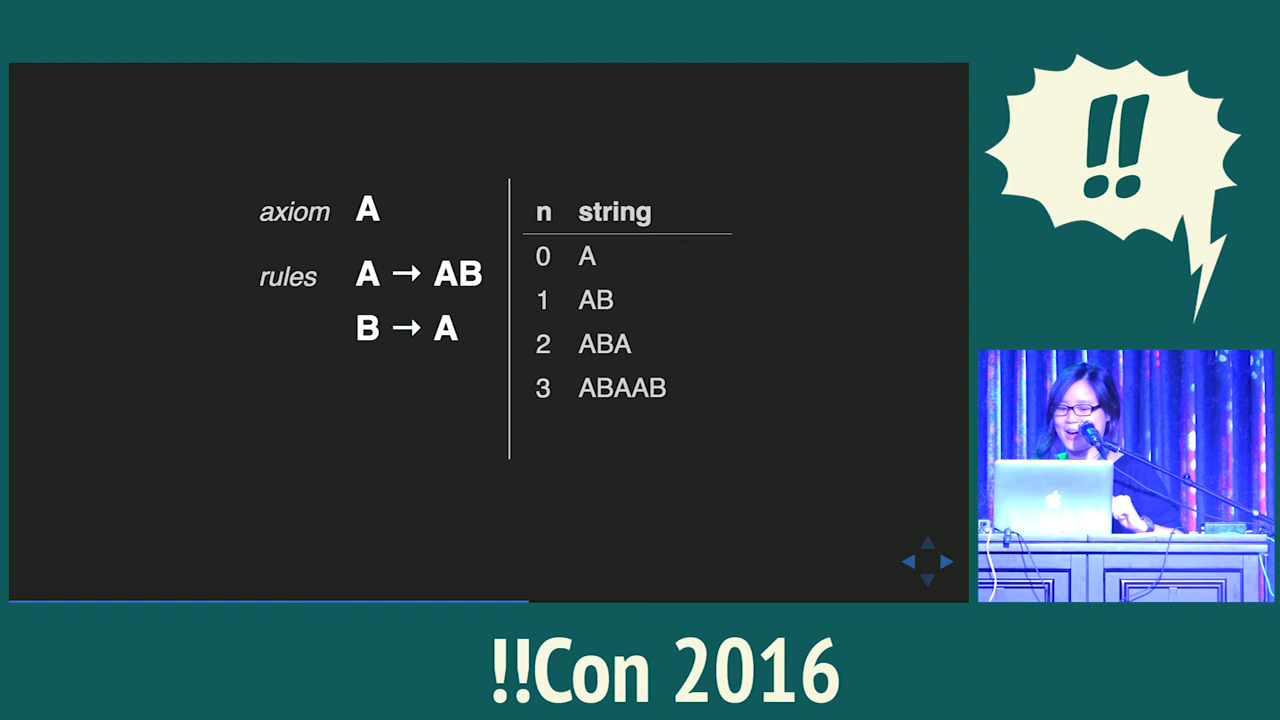 axiom A
rules A → AB
B → A
n string
0 A
1 AB
2 ABA
3 ABAAB
!!
!!Con 2016